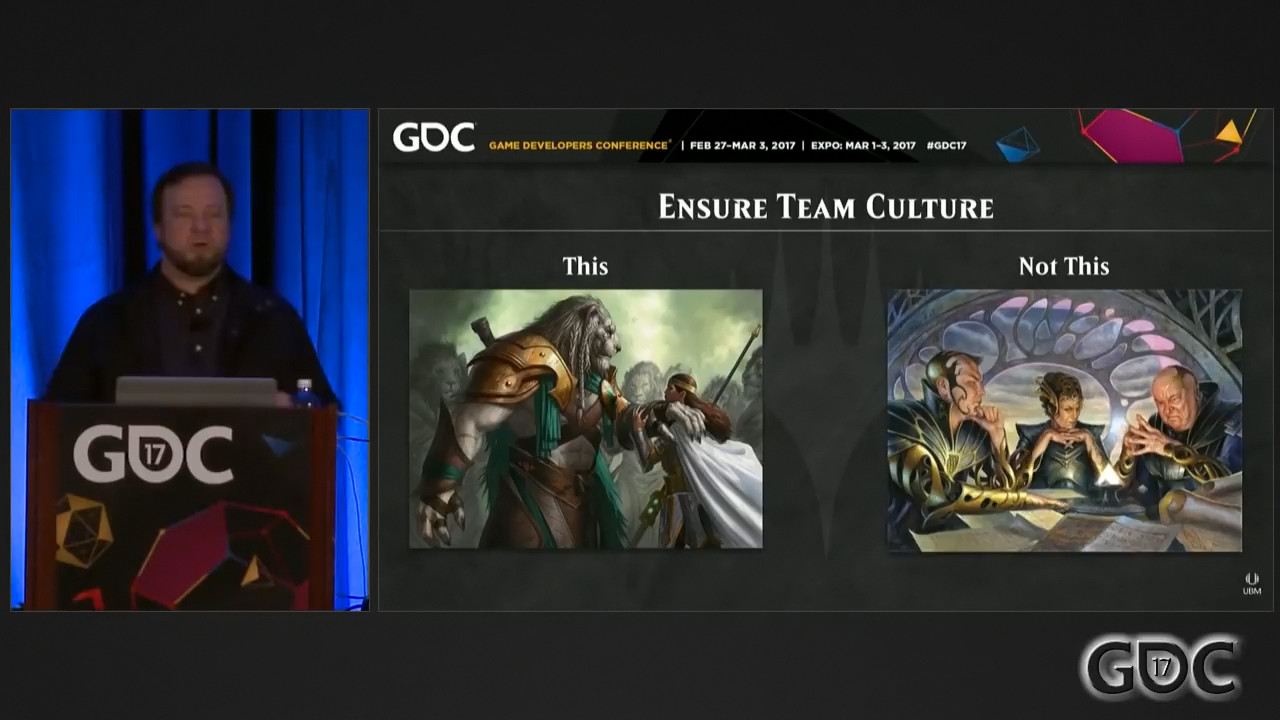 GDC
GAME DEVELOPERS CONFERENCE® | FEB 27–MAR 3, 2017 | EXPO: MAR 1–3, 2017 #GDC17
ENSURE TEAM CULTURE
This
Not This
GDC
17
UBM
GDC
17